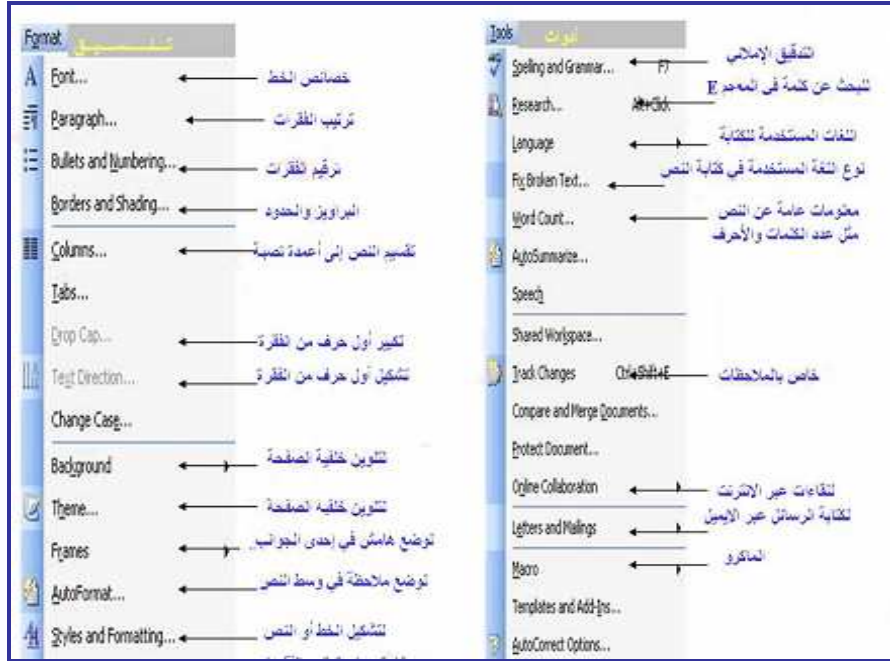 Format تنسيق
Font... خصائص الخط
Paragraph... ترتيب الفقرات
Bullets and Numbering... ترقيم الفقرات
Borders and Shading... البراويز والحدود
Columns... تقسيم النص إلى أعمدة نصية
Tabs...
Drop Cap... تكبير أول حرف من الفقرة
Text Direction... تشكيل أول حرف من الفقرة
Change Case...
Background لتلوين خلفية الصفحة
Theme... لتلوين خلفيه الصفحة
Frames لوضع هامش في إحدى الجوانب..
AutoFormat... لوضع ملاحظة في وسط النص
Styles and Formatting... لتشكيل الخط أو النص
Tools أدوات
Spelling and Grammar... F7 التدقيق الإملائي
Research... Alt+Click للبحث عن كلمة في المعجم E
Language اللغات المستخدمة للكتابة
Fix Broken Text... نوع اللغة المستخدمة في كتابة النص
Word Count... معلومات عامة عن النص
مثل عدد الكلمات والأحرف
AutoSummarize...
Speech
Shared Workspace...
Track Changes Ctrl+Shift+E خاص بالملاحظات
Compare and Merge Documents...
Protect Document...
Online Collaboration لقاءات عبر الانترنت
Letters and Mailings لكتابة الرسائل عبر الايميل
Macro الماكرو
Templates and Add-Ins...
AutoCorrect Options...